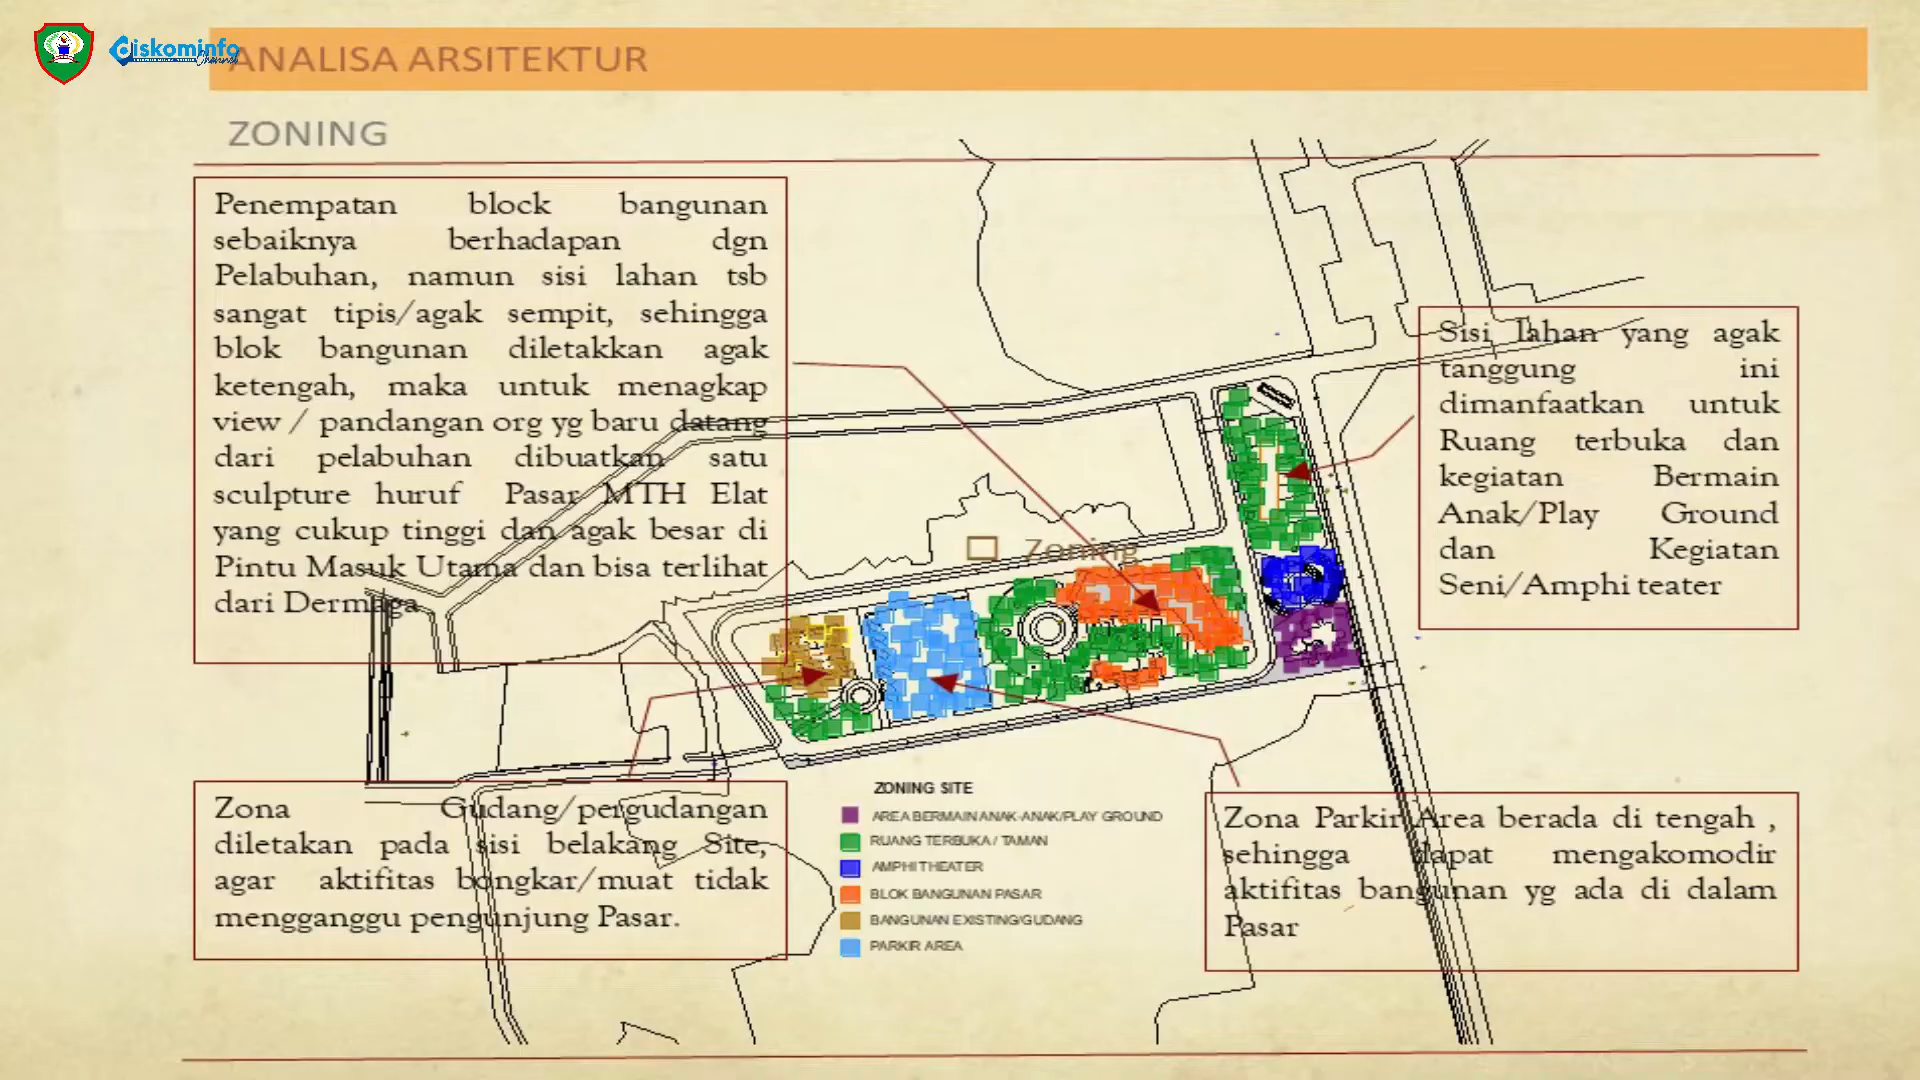 Diskominfo
Channel
ANALISA ARSITEKTUR
ZONING
Penempatan block bangunan
sebaiknya berhadapan dgn
Pelabuhan, namun sisi lahan tsb
sangat tipis/agak sempit, sehingga
blok bangunan diletakkan agak
ketengah, maka untuk menagkap
view / pandangan org yg baru datang
dari pelabuhan dibuatkan satu
sculpture huruf Pasar MTH Elat
yang cukup tinggi dan agak besar di
Pintu Masuk Utama dan bisa terlihat
dari Dermaga
Sisi lahan yang agak
tanggung ini
dimanfaatkan untuk
Ruang terbuka dan
kegiatan Bermain
Anak/Play Ground
dan Kegiatan
Seni/Amphi teater
Zoning
Zona Gudang/pergudangan
diletakan pada sisi belakang Site,
agar aktifitas bongkar/muat tidak
mengganggu pengunjung Pasar.
ZONING SITE
AREA BERMAIN ANAK-ANAK/PLAY GROUND
RUANG TERBUKA / TAMAN
AMPHITHEATER
BLOK BANGUNAN PASAR
BANGUNAN EXISTING/GUDANG
PARKIR AREA
Zona Parkir Area berada di tengah ,
sehingga dapat mengakomodir
aktifitas bangunan yg ada di dalam
Pasar